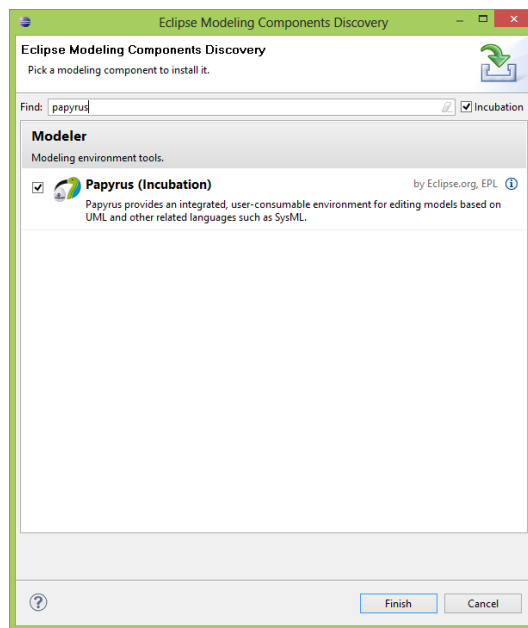 Eclipse Modeling Components Discovery
Eclipse Modeling Components Discovery
Pick a modeling component to install it.
Find: papyrus Incubation
Modeler
Modeling environment tools.
Papyrus (Incubation) by Eclipse.org, EPL
Papyrus provides an integrated, user-consumable environment for editing models based on
UML and other related languages such as SysML.
Finish Cancel